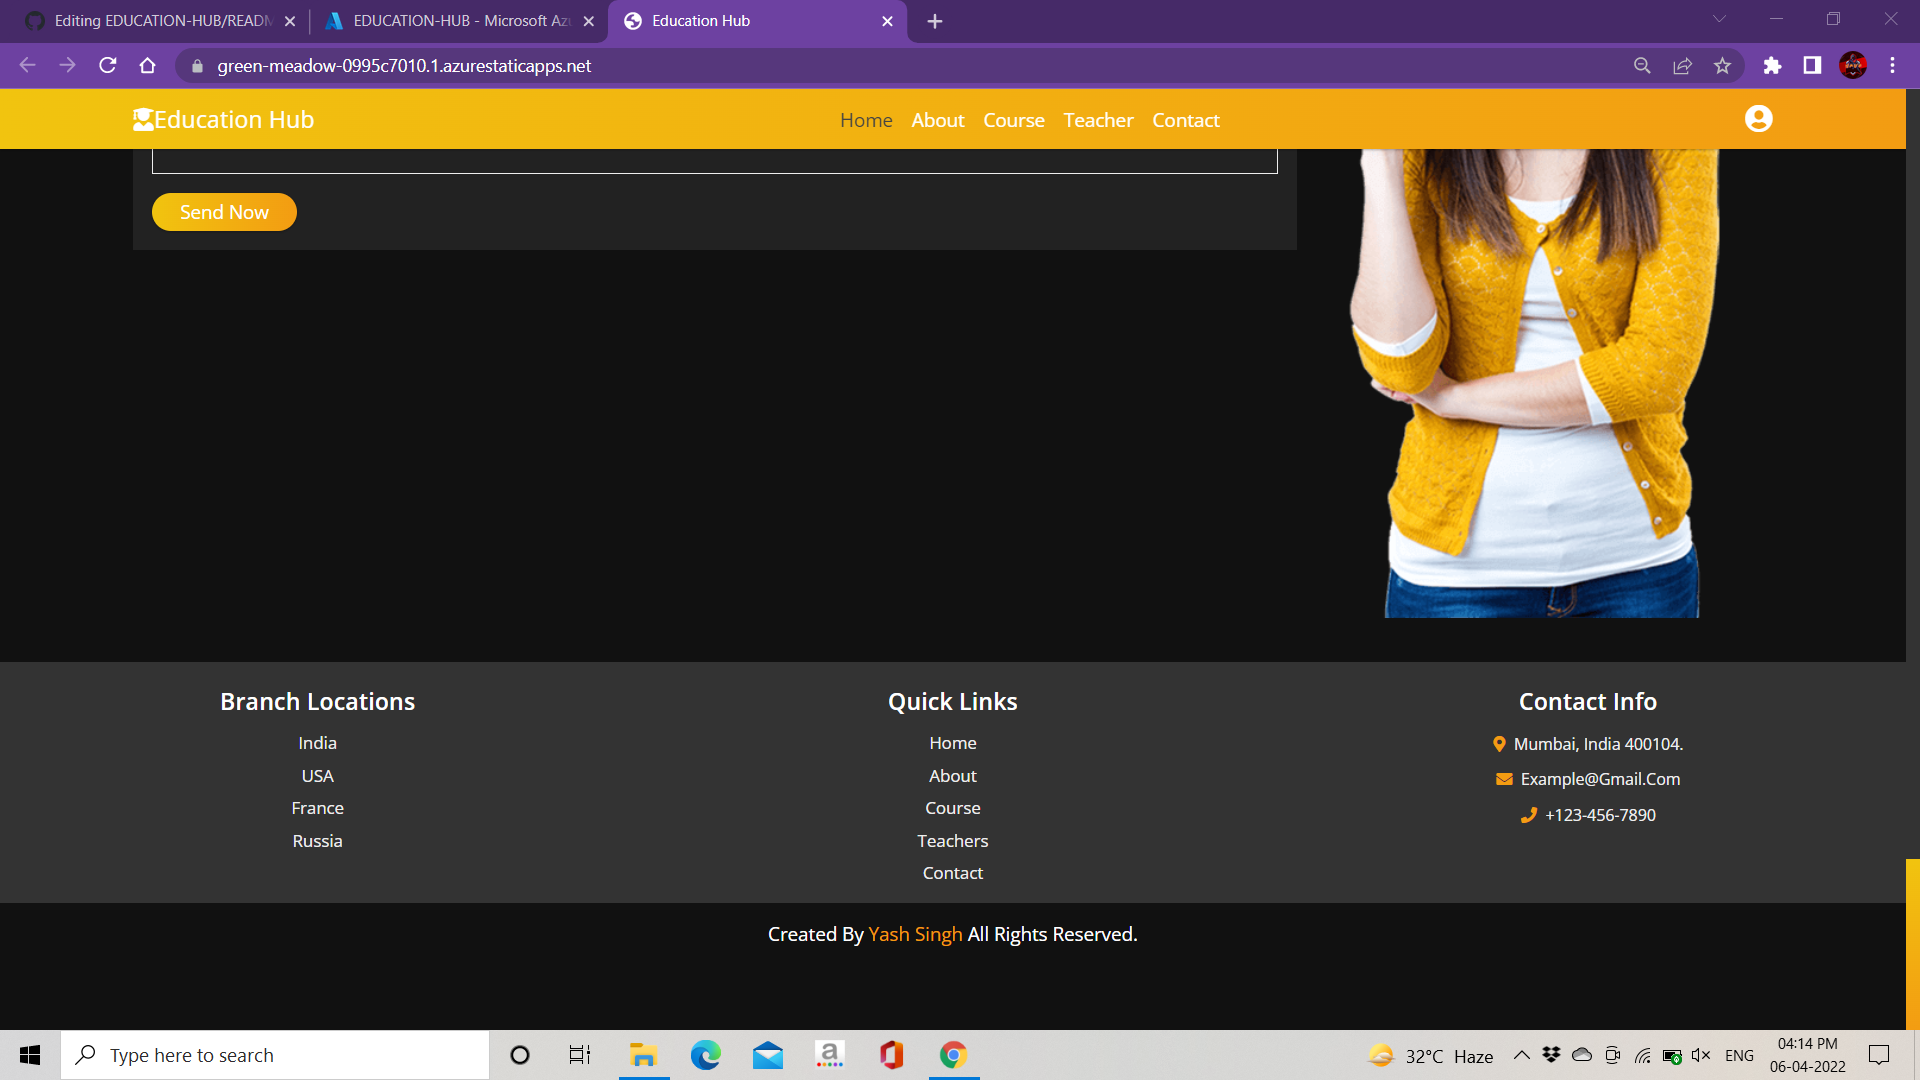 Editing EDUCATION-HUB/READM
EDUCATION-HUB - Microsoft Az
Education Hub
green-meadow-0995c7010.1.azurestaticapps.net
Education Hub
Home About Course Teacher Contact
Send Now
Branch Locations
India
USA
France
Russia
Quick Links
Home
About
Course
Teachers
Contact
Contact Info
Mumbai, India 400104.
Example@Gmail.Com
+123-456-7890
Created By Yash Singh All Rights Reserved.
Type here to search
a
32°C Haze
ENG
04:14 PM
06-04-2022